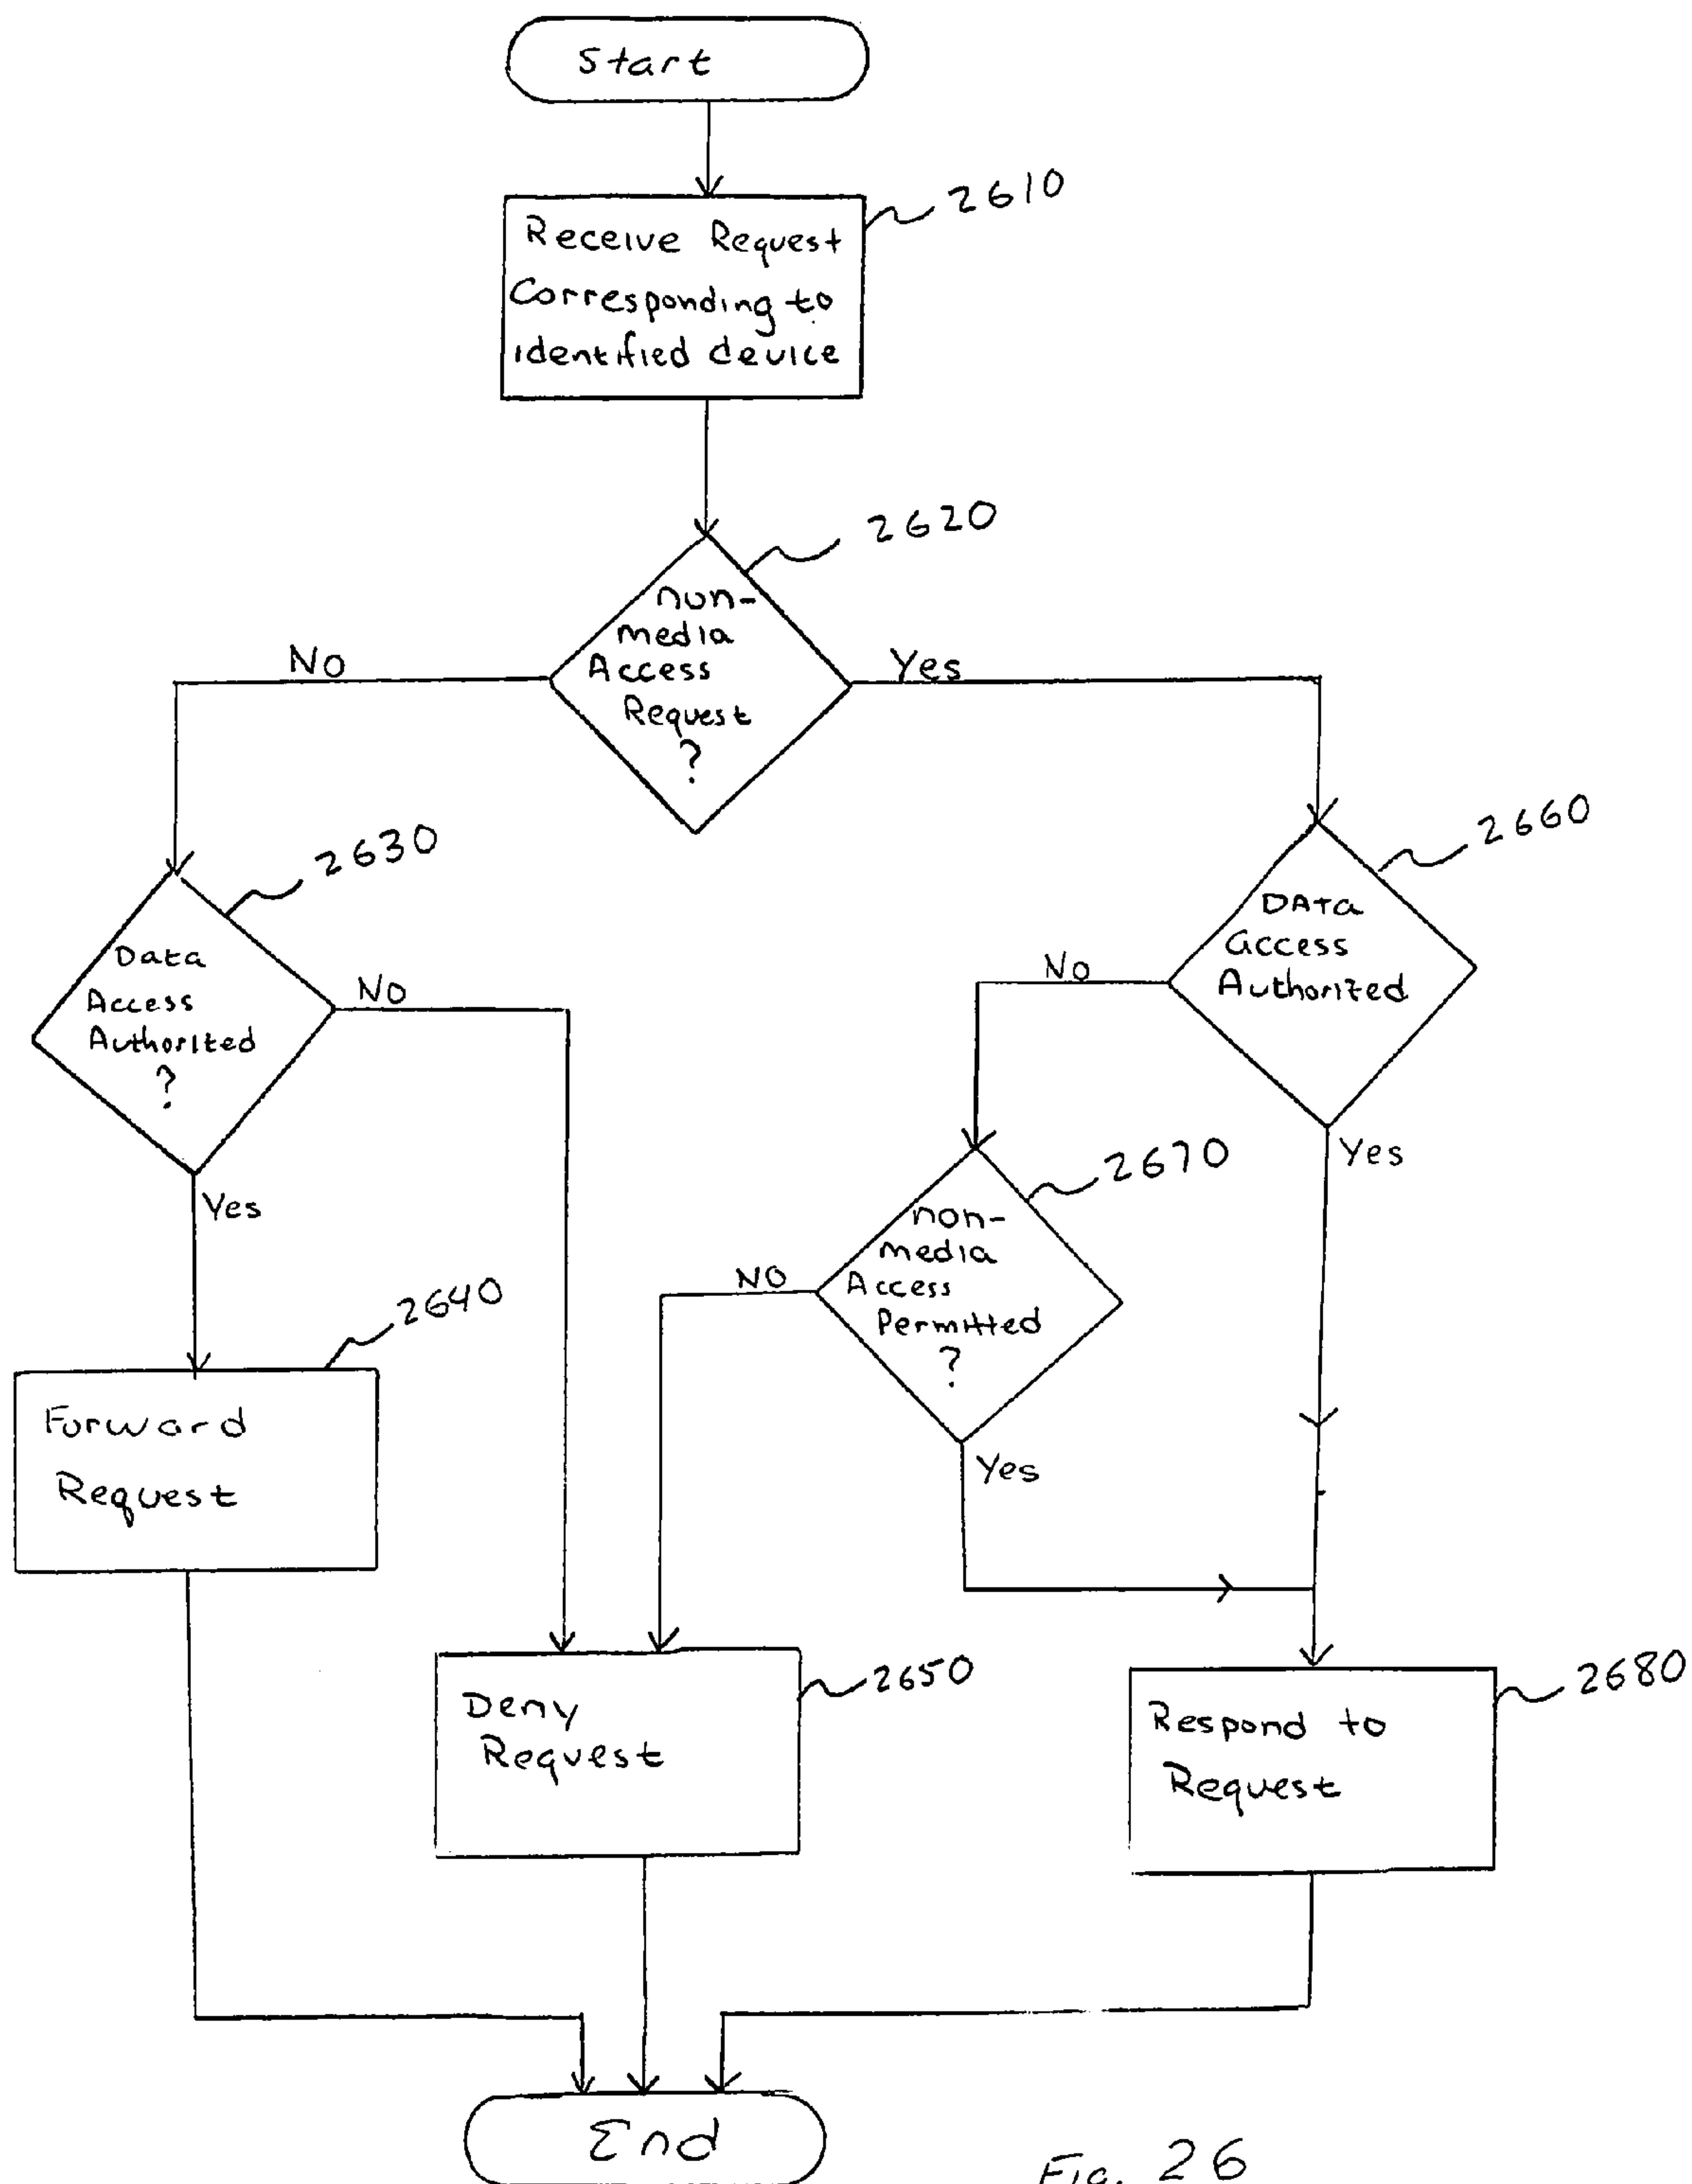 Start
2610
Receive Request
Corresponding to
identified device
2620
non-
media
Access
Request
?
No
Yes
2630
Data
Access
Authorized
?
No
Yes
2660
DATA
access
Authorized
No
Yes
2670
non-
media
Access
Permitted
?
NO
Yes
2640
Forward
Request
2650
Deny
Request
2680
Respond to
Request
End
Fig. 26